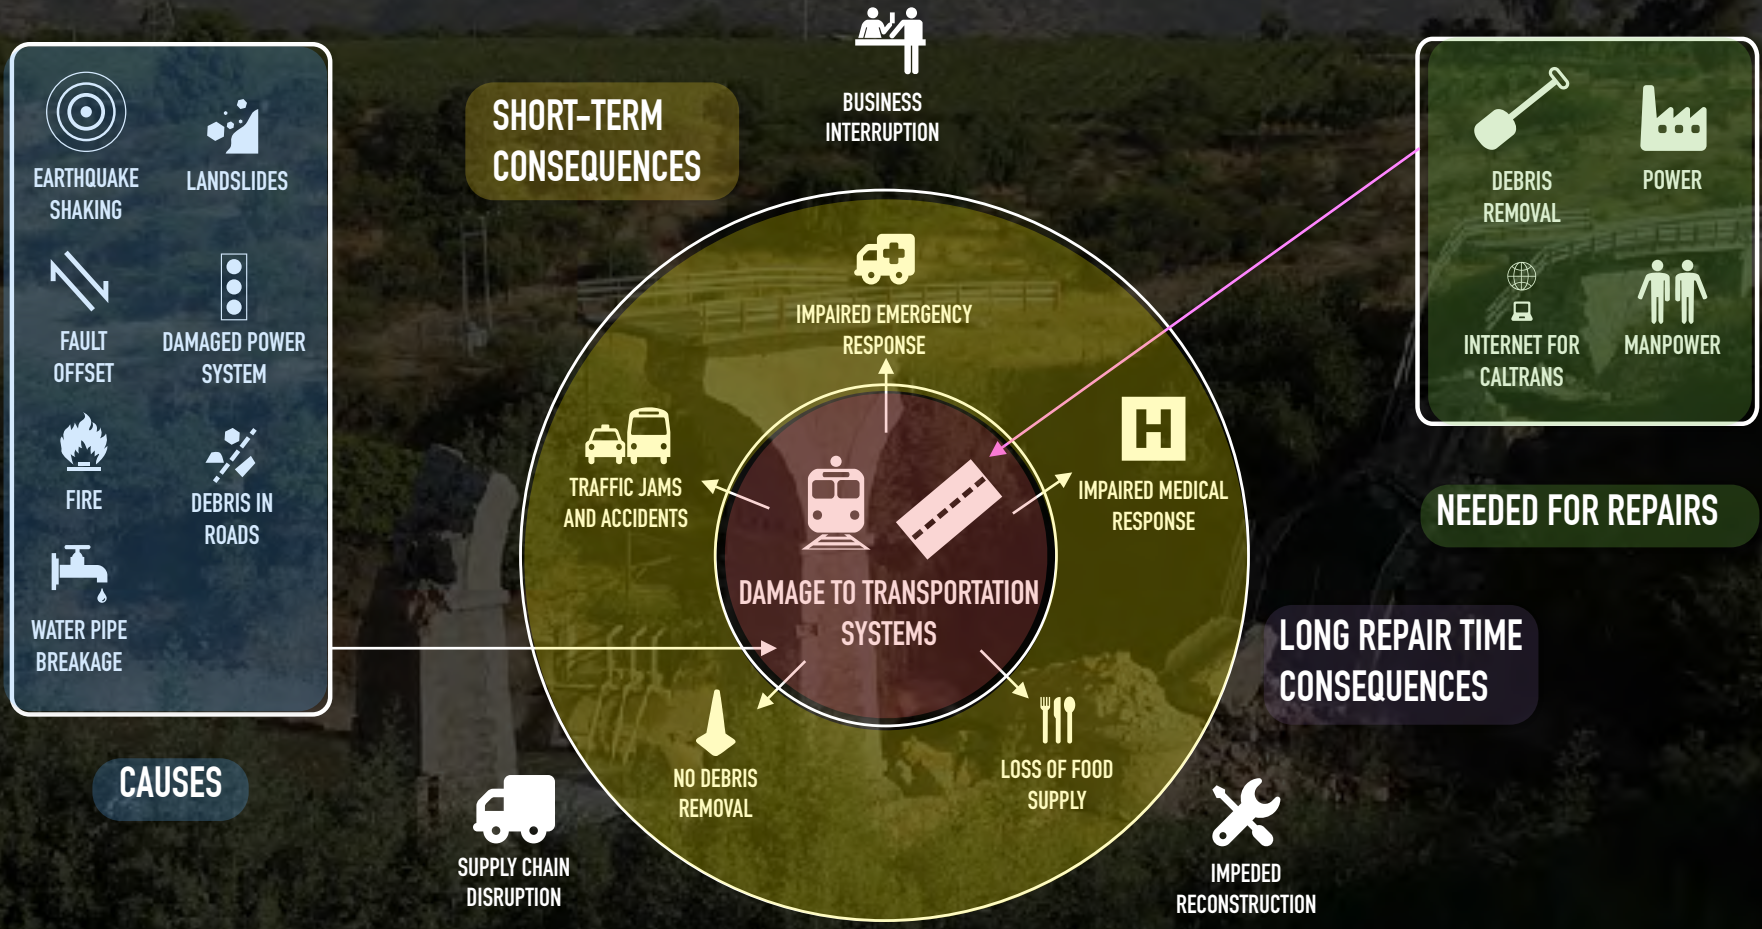 EARTHQUAKE
SHAKING
LANDSLIDES
FAULT
OFFSET
DAMAGED POWER
SYSTEM
FIRE
DEBRIS IN
ROADS
WATER PIPE
BREAKAGE
CAUSES
SHORT-TERM
CONSEQUENCES
BUSINESS
INTERRUPTION
IMPAIRED EMERGENCY
RESPONSE
TRAFFIC JAMS
AND ACCIDENTS
H
IMPAIRED MEDICAL
RESPONSE
DAMAGE TO TRANSPORTATION
SYSTEMS
NO DEBRIS
REMOVAL
LOSS OF FOOD
SUPPLY
SUPPLY CHAIN
DISRUPTION
IMPEDED
RECONSTRUCTION
DEBRIS
REMOVAL
POWER
INTERNET FOR
CALTRANS
MANPOWER
NEEDED FOR REPAIRS
LONG REPAIR TIME
CONSEQUENCES